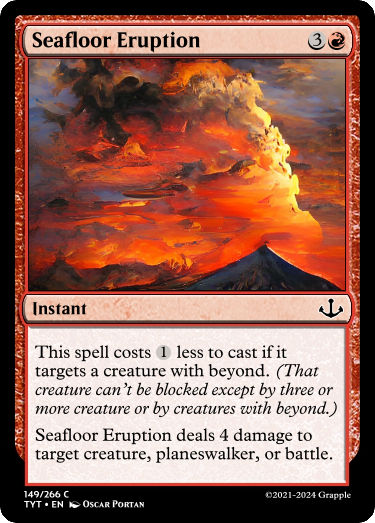 Seafloor Eruption 3
Instant
This spell costs 1 less to cast if it
targets a creature with beyond. (That
creature can't be blocked except by three or
more creature or by creatures with beyond.)
Seafloor Eruption deals 4 damage to
target creature, planeswalker, or battle.
149/266 C
TYT • EN Oscar Portan
©2021-2024 Grapple